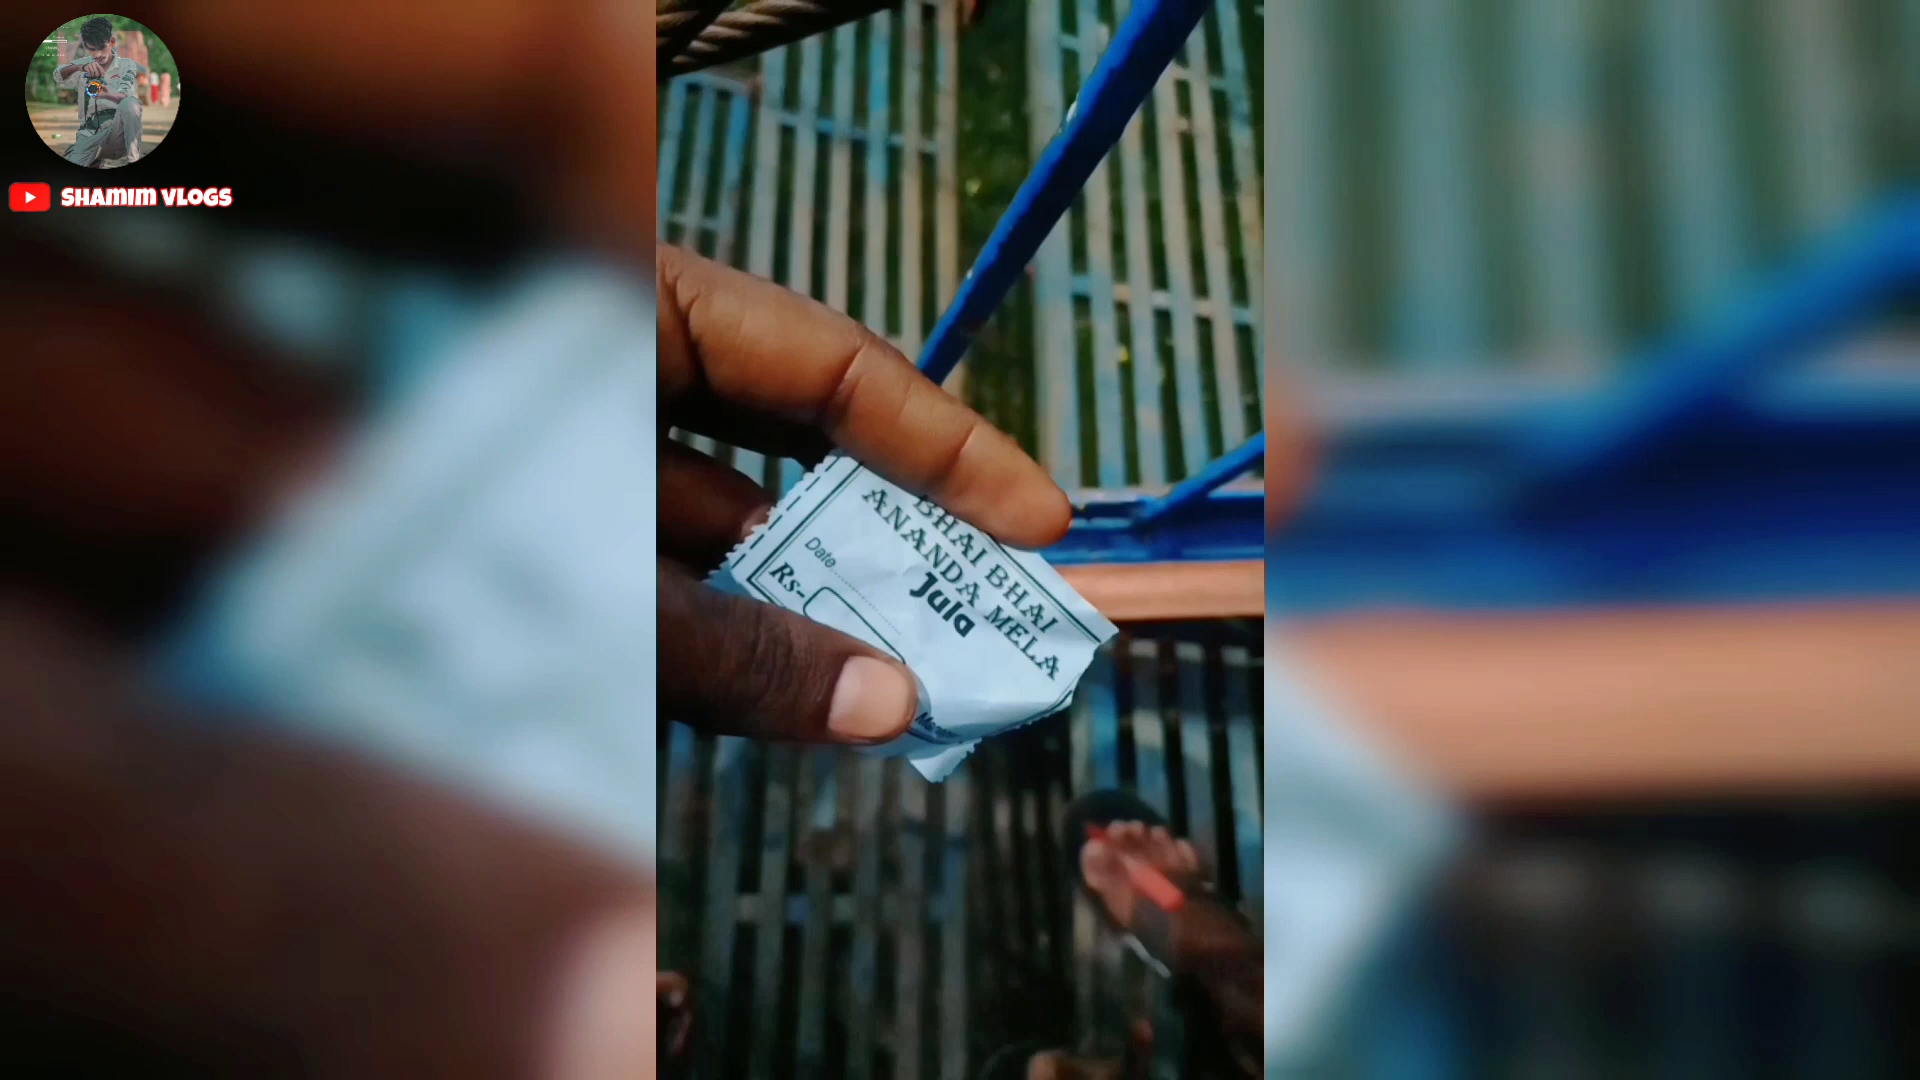 SHAMIM VLOGS
BHAI BHAI
ANANDA MELA
Jula
Date
Rs-